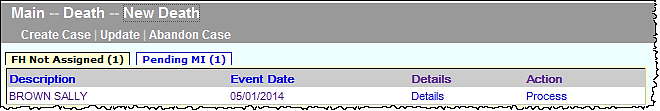 Main -- Death -- New Death
Create Case | Update | Abandon Case
FH Not Assigned (1) Pending MI (1)
Description Event Date Details Action
BROWN SALLY 05/01/2014 Details Process